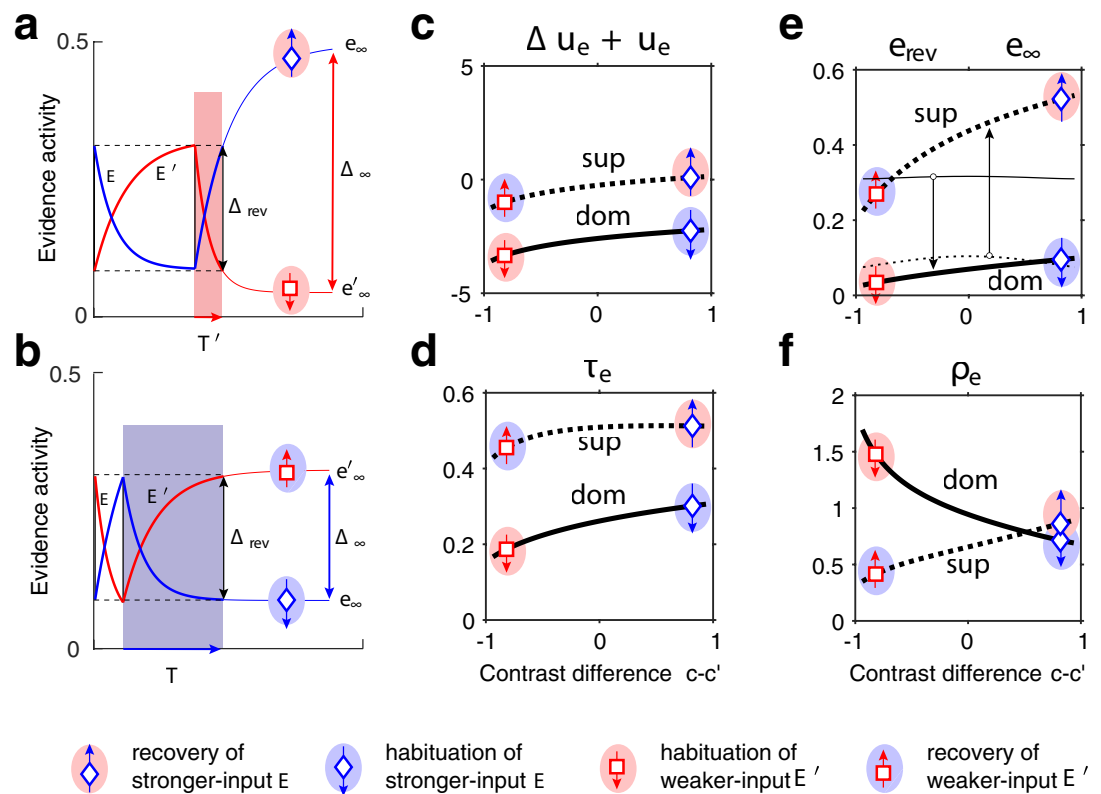 a
0.5
Evidence activity
0
E
E′
Δ rev
e∞
Δ ∞
e′∞
T′
b
0.5
Evidence activity
0
E
E′
Δ rev
e′∞
Δ ∞
e∞
T
c
Δ ue + ue
5
0
-5
sup
dom
-1
0
1
d
τe
0.6
0.4
0.2
0
sup
dom
-1
0
1
Contrast difference c-c'
e
erev
e∞
0.6
0.4
0.2
0
sup
dom
-1
0
1
f
ρe
2
1.5
1
0.5
0
dom
sup
-1
0
1
Contrast difference c-c'
recovery of
stronger-input E
habituation of
stronger-input E
habituation of
weaker-input E′
recovery of
weaker-input E′